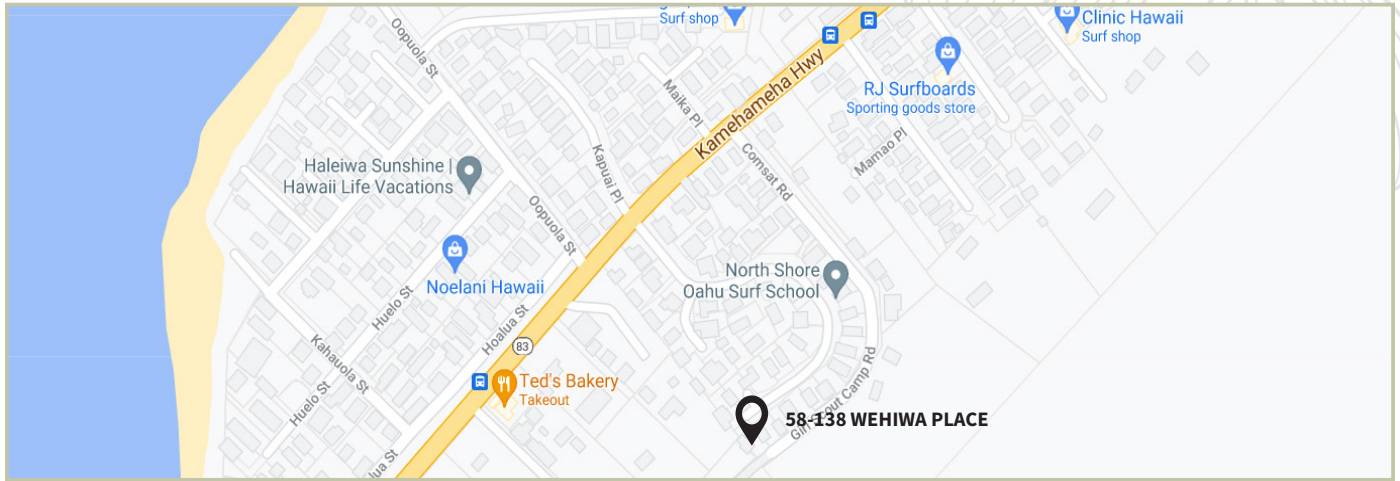 Surf shop
Clinic Hawaii
Surf shop
Oopuola St
Kamehameha Hwy
RJ Surfboards
Sporting goods store
Maika Pl
Mamao Pl
Comsat Rd
Kapuai Pl
Haleiwa Sunshine |
Hawaii Life Vacations
Oopuola St
North Shore
Oahu Surf School
Noelani Hawaii
Huelo St
Hoalua St
83
Kahauola St
Ted's Bakery
Takeout
Huelo St
58-138 WEHIWA PLACE
Camp Rd
lua St